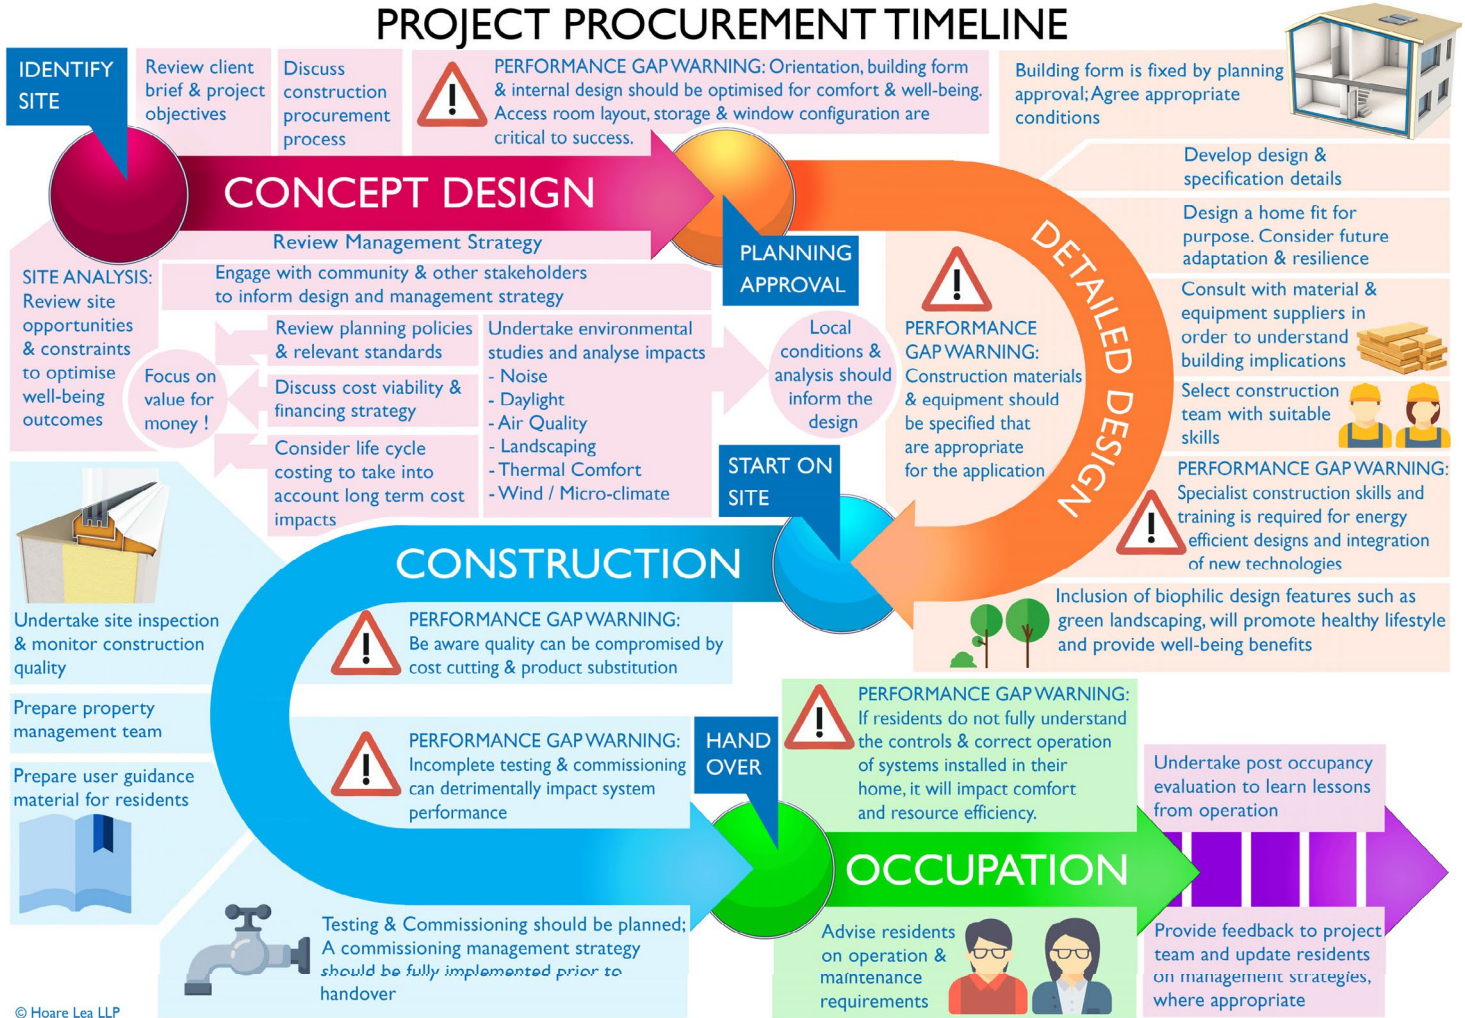 PROJECT PROCUREMENT TIMELINE
IDENTIFY
SITE
Review client
brief & project
objectives
Discuss
construction
procurement
process
PERFORMANCE GAP WARNING: Orientation, building form
& internal design should be optimised for comfort & well-being.
Access room layout, storage & window configuration are
critical to success.
Building form is fixed by planning
approval; Agree appropriate
conditions
CONCEPT DESIGN
PLANNING
APPROVAL
Develop design &
specification details
Design a home fit for
purpose. Consider future
adaptation & resilience
Consult with material &
equipment suppliers in
order to understand
building implications
Select construction
team with suitable
skills
DETAILED DESIGN
Review Management Strategy
Engage with community & other stakeholders
to inform design and management strategy
SITE ANALYSIS:
Review site
opportunities
& constraints
to optimise
well-being
outcomes
Focus on
value for
money !
Review planning policies
& relevant standards
Discuss cost viability &
financing strategy
Consider life cycle
costing to take into
account long term cost
impacts
Undertake environmental
studies and analyse impacts
- Noise
- Daylight
- Air Quality
- Landscaping
- Thermal Comfort
- Wind / Micro-climate
Local
conditions &
analysis should
inform the
design
PERFORMANCE
GAP WARNING:
Construction materials
& equipment should
be specified that
are appropriate
for the application
PERFORMANCE GAP WARNING:
Specialist construction skills and
training is required for energy
efficient designs and integration
of new technologies
Inclusion of biophilic design features such as
green landscaping, will promote healthy lifestyle
and provide well-being benefits
START ON
SITE
CONSTRUCTION
PERFORMANCE GAP WARNING:
Be aware quality can be compromised by
cost cutting & product substitution
Undertake site inspection
& monitor construction
quality
Prepare property
management team
Prepare user guidance
material for residents
PERFORMANCE GAP WARNING:
Incomplete testing & commissioning
can detrimentally impact system
performance
Testing & Commissioning should be planned;
A commissioning management strategy
should be fully implemented prior to
handover
HAND
OVER
PERFORMANCE GAP WARNING:
If residents do not fully understand
the controls & correct operation
of systems installed in their
home, it will impact comfort
and resource efficiency.
OCCUPATION
Advise residents
on operation &
maintenance
requirements
Undertake post occupancy
evaluation to learn lessons
from operation
Provide feedback to project
team and update residents
on management strategies,
where appropriate
© Hoare Lea LLP